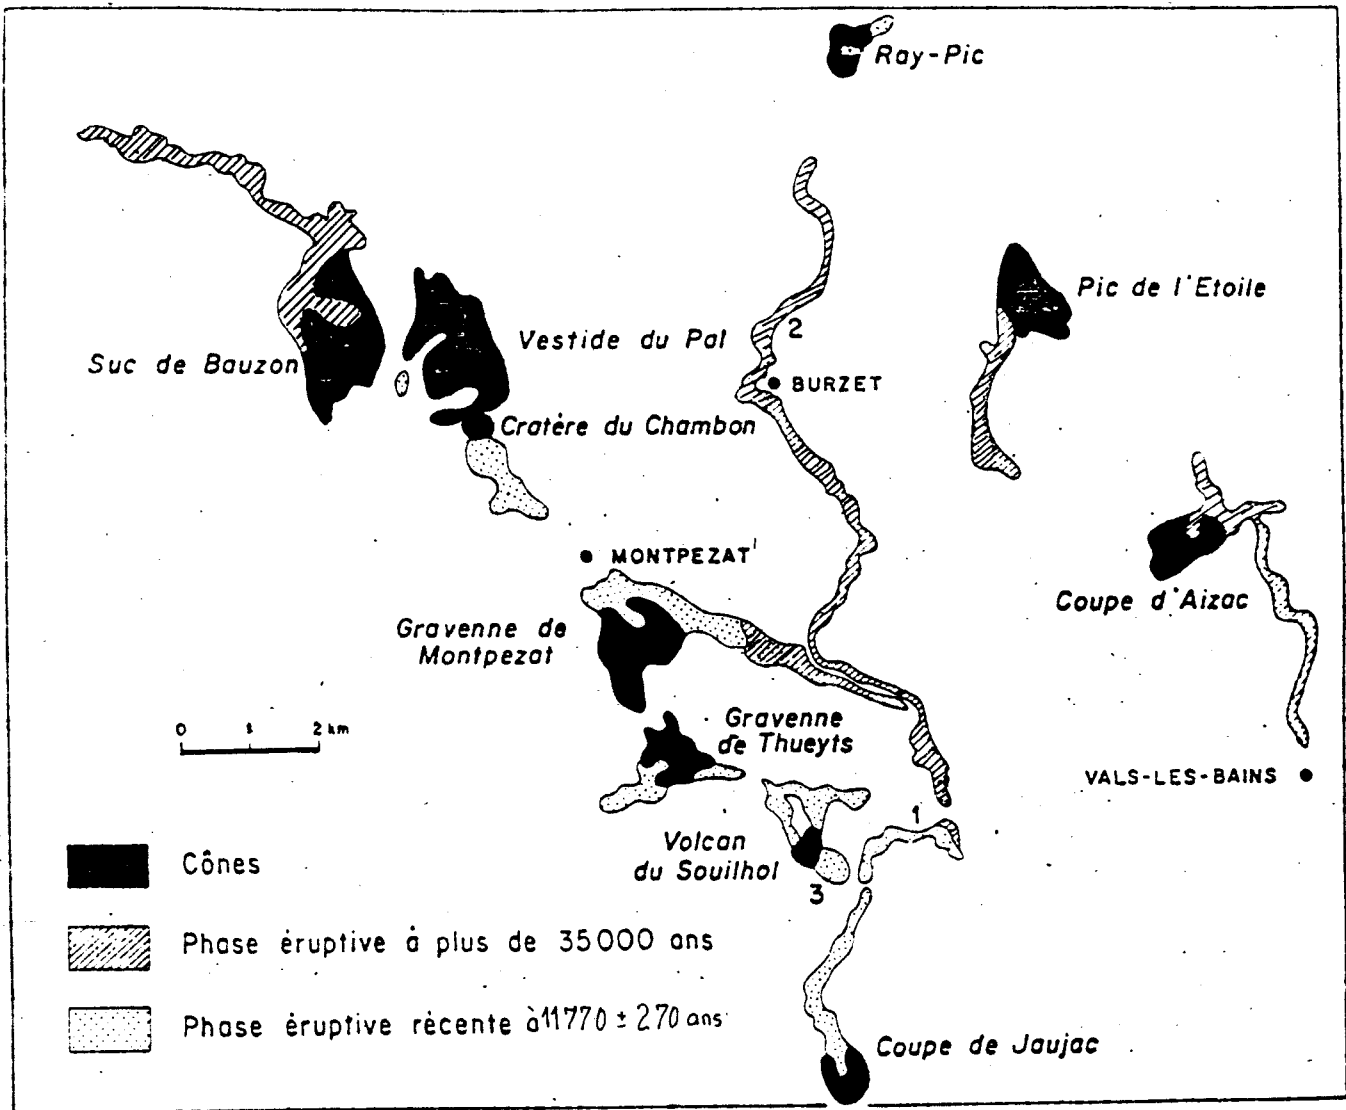 Ray-Pic
Pic de l'Etoile
Vestide du Pal
2
Suc de Bauzon
BURZET
Cratère du Chambon
MONTPEZAT
Coupe d'Aizac
Gravenne de
Montpezat
Gravenne
de Thueyts
0 1 2 km
VALS-LES-BAINS
1
Volcan
du Souilhol
3
Cônes
Phase éruptive à plus de 35000 ans
Phase éruptive récente à 11770 ± 270 ans
Coupe de Jaujac